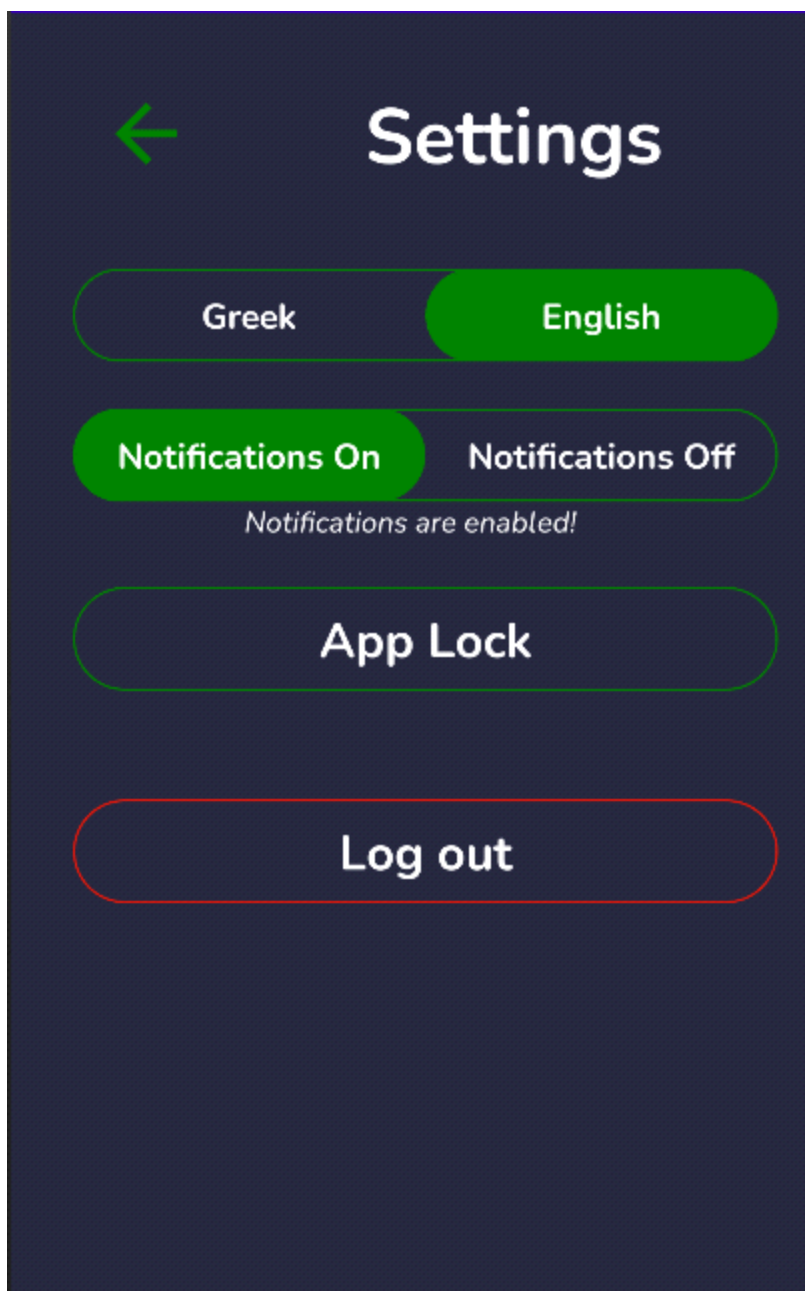 Settings
Greek English
Notifications On Notifications Off
Notifications are enabled!
App Lock
Log out